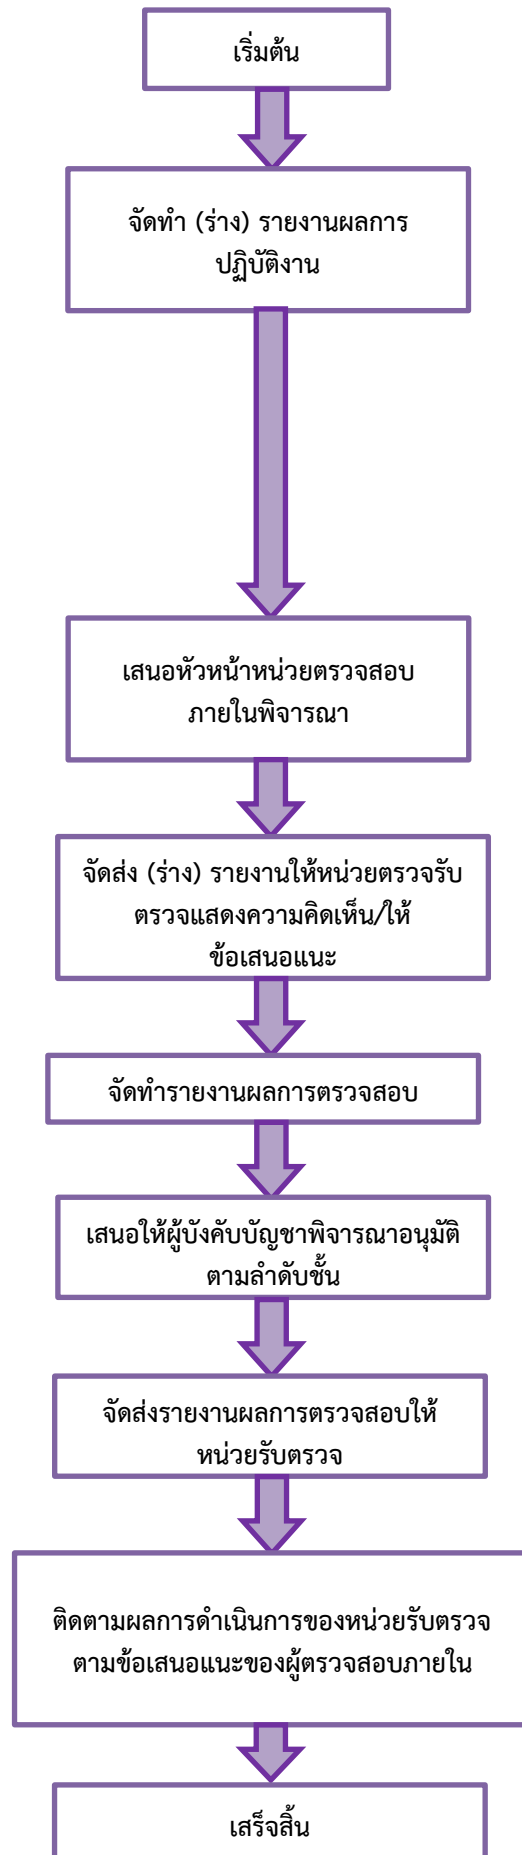 เริ่มต้น
จัดทำ (ร่าง) รายงานผลการ
ปฏิบัติงาน
เสนอหัวหน้าหน่วยตรวจสอบ
ภายในพิจารณา
จัดส่ง (ร่าง) รายงานให้หน่วยตรวจรับ
ตรวจแสดงความคิดเห็น/ให้
ข้อเสนอแนะ
จัดทำรายงานผลการตรวจสอบ
เสนอให้ผู้บังคับบัญชาพิจารณาอนุมัติ
ตามลำดับชั้น
จัดส่งรายงานผลการตรวจสอบให้
หน่วยรับตรวจ
ติดตามผลการดำเนินการของหน่วยรับตรวจ
ตามข้อเสนอแนะของผู้ตรวจสอบภายใน
เสร็จสิ้น